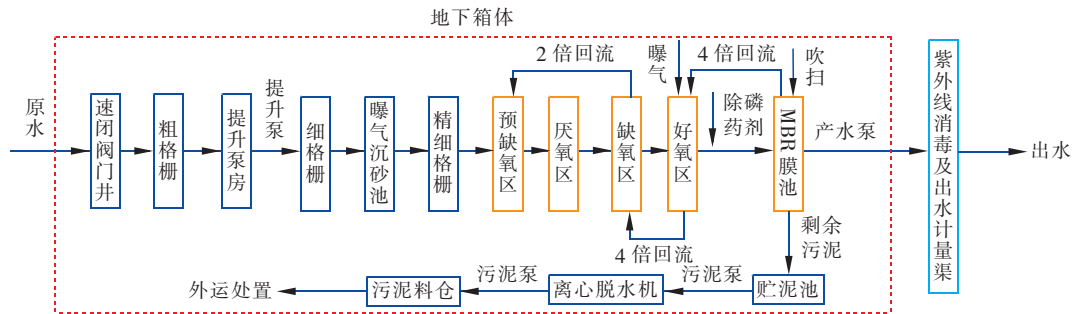 地下箱体
原水
速闭阀门井
粗格栅
提升泵房
提升泵
细格栅
曝气沉砂池
精细格栅
2 倍回流
预缺氧区
厌氧区
缺氧区
曝气
好氧区
4 倍回流
4 倍回流
除磷
药剂
吹扫
MBR 膜池
产水泵
紫外线消毒及出水计量渠
出水
剩余
污泥
贮泥池
污泥泵
离心脱水机
污泥泵
污泥料仓
外运处置